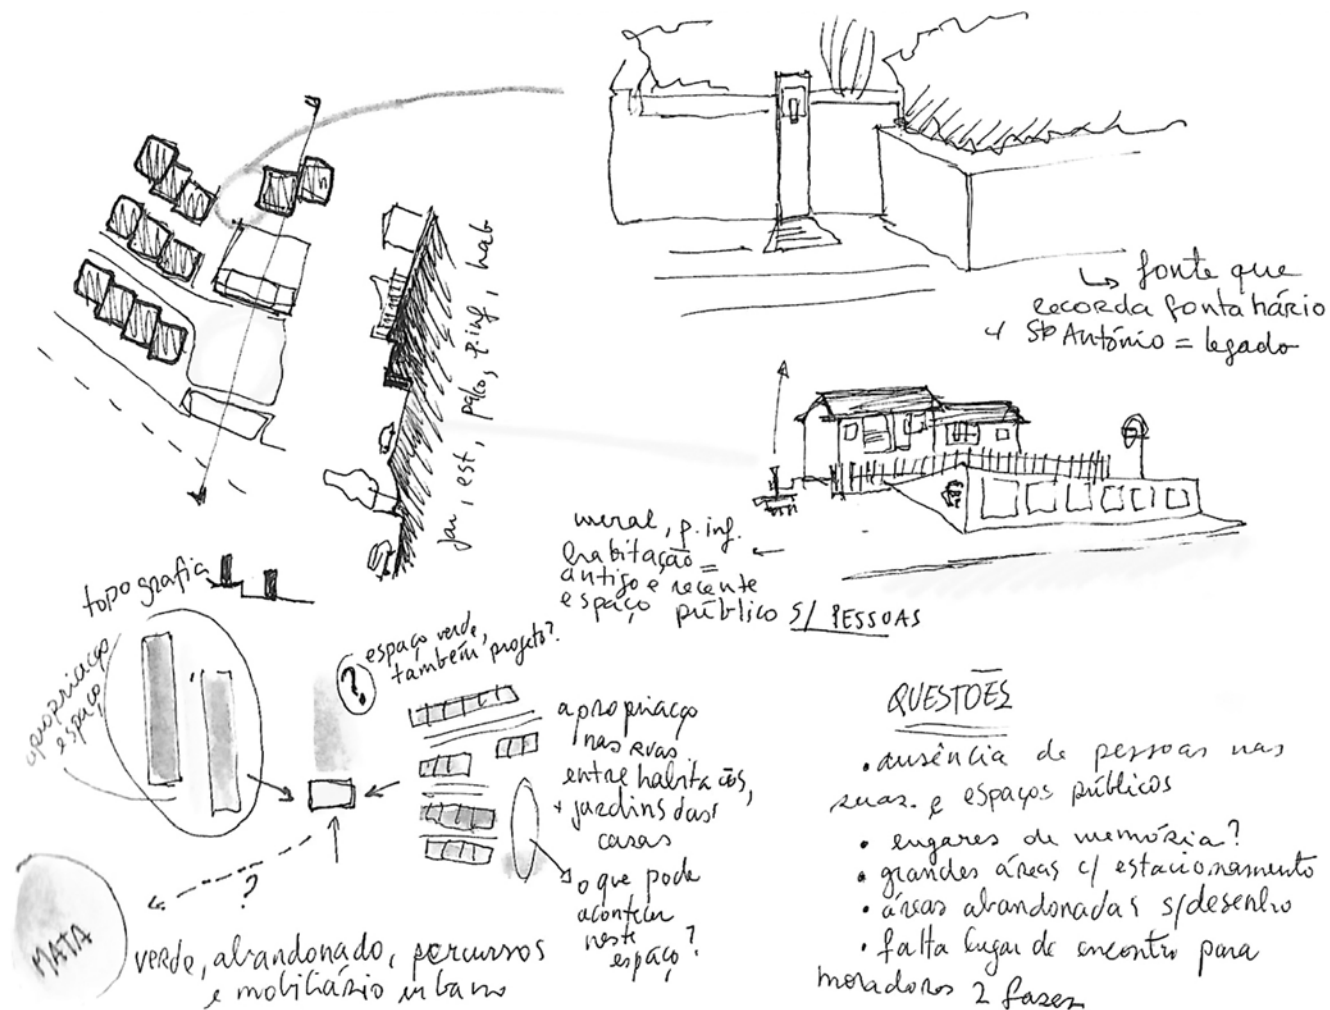 ↳ fonte que
recorda fontanário
Sto António = legado
jar, est, palco, p.inf, hab
mural, p.inf.
habitação =
antigo e recente
espaço público S/ PESSOAS
topografia
apropriaçço
espaço
? espaço verde,
também projeto?
apropriaçço
nas ruas
entre habitações,
+ jardins das
casas
o que pode
acontecer
neste
espaço?
?
MATA
verde, abandonado, percursos
e mobiliário urbano
QUESTÕES
• ausência de pessoas nas
ruas e espaços públicos
• lugares de memória?
• grandes áreas c/ estacionamento
• áreas abandonadas s/desenho
• falta lugar de encontro para
moradores 2 fases